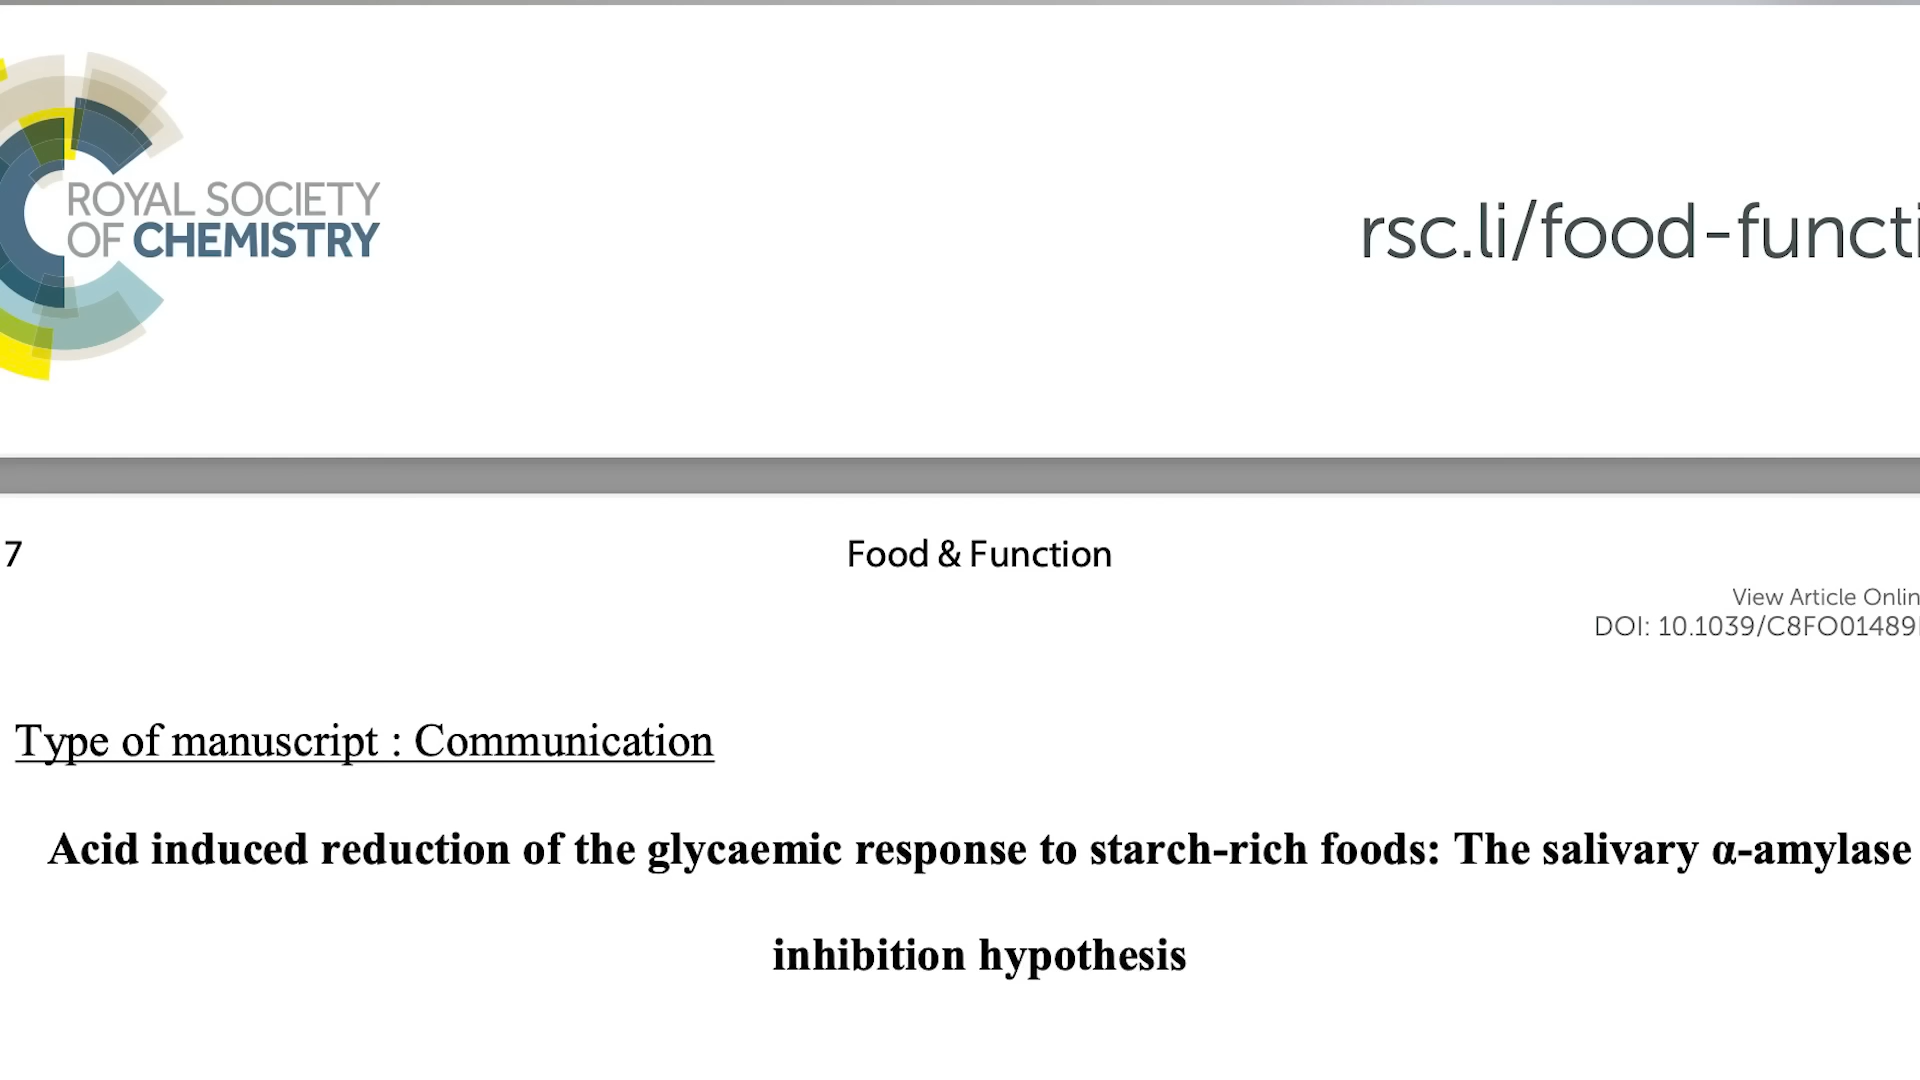 ROYAL SOCIETY
OF CHEMISTRY
rsc.li/food-functi
7
Food & Function
View Article Onlin
DOI: 10.1039/C8FO01489
Type of manuscript : Communication
Acid induced reduction of the glycaemic response to starch-rich foods: The salivary α-amylase
inhibition hypothesis